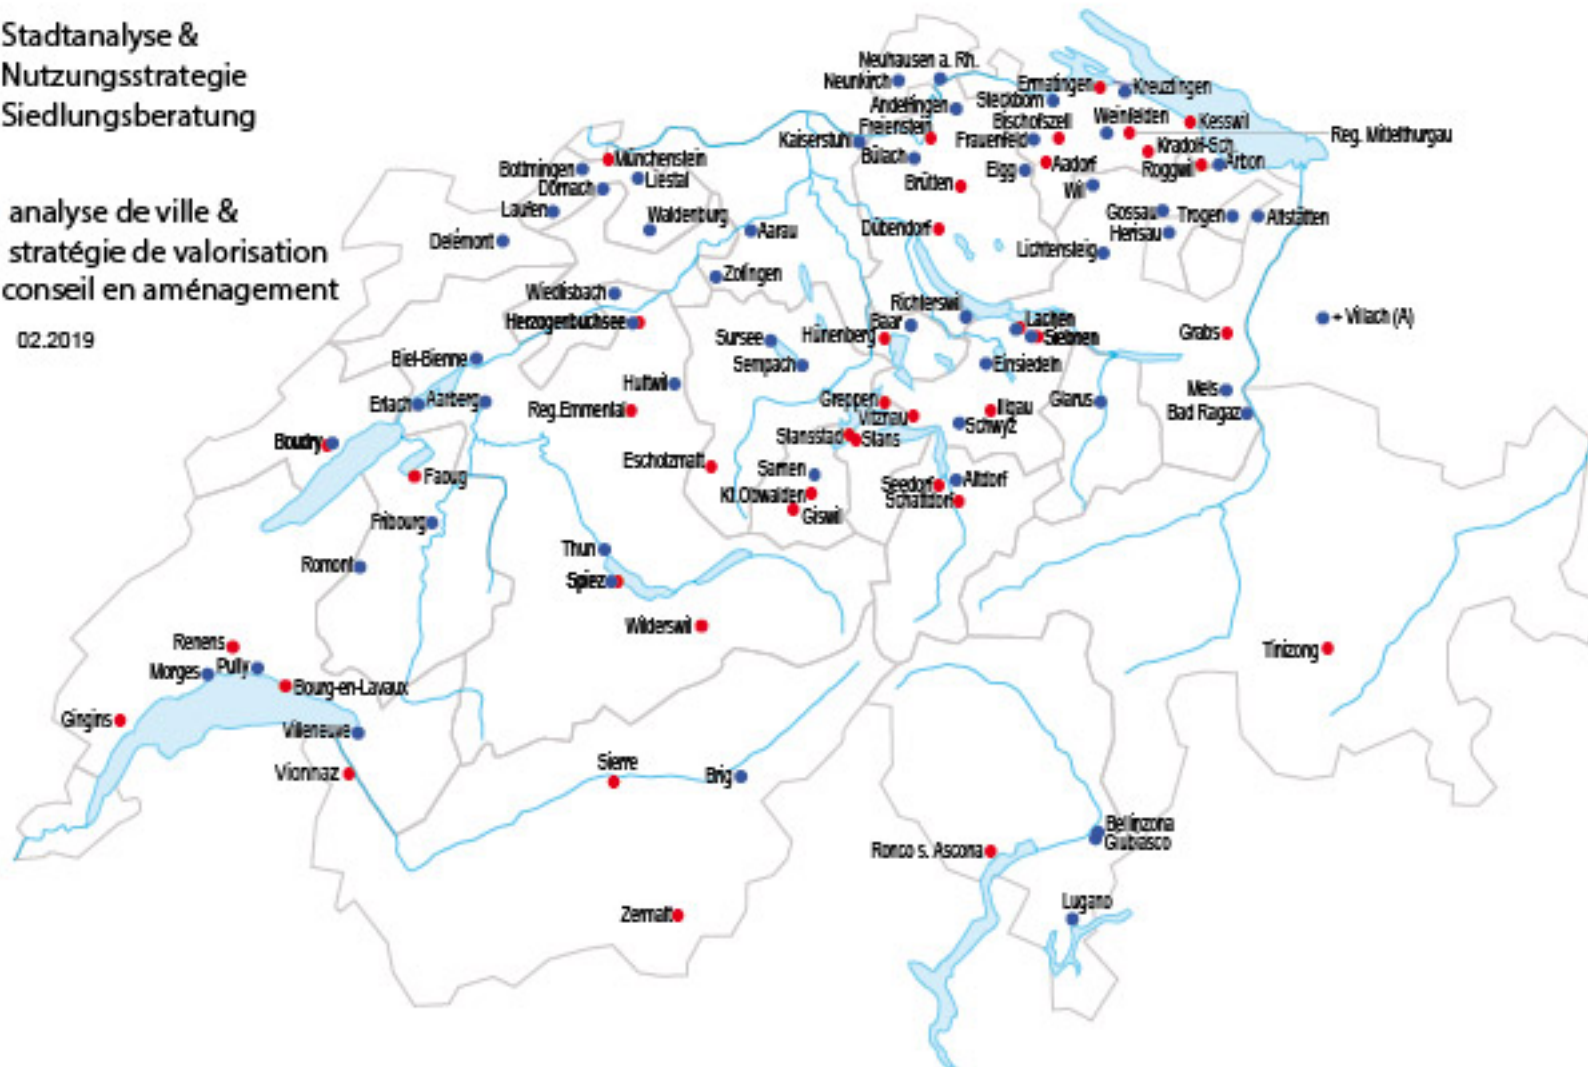 Stadtanalyse &
Nutzungsstrategie
Siedlungsberatung
analyse de ville &
stratégie de valorisation
conseil en aménagement
02.2019
Neuhausen a. Rh.
Neunkirch
Ermatingen
Kreuzlingen
Andelfingen
Steckborn
Weinfelden
Kesswil
Freienstein
Bischofszell
Reg. Mittelthurgau
Kaiserstuhl
Frauenfeld
Kradolf-Sch.
Bülach
Elgg
Aadorf
Roggwil
Arbon
Münchenstein
Bottmingen
Liestal
Dornach
Brütten
Wil
Laufen
Waldenburg
Gossau
Trogen
Altstätten
Delémont
Aarau
Dübendorf
Herisau
Lichtensteig
Zofingen
Wiedlisbach
Richterswil
Herzogenbuchsee
Baar
Lachen
+ Villach (A)
Sursee
Hünenberg
Siebnen
Grabs
Biel-Bienne
Sempach
Einsiedeln
Huttwil
Mels
Erlach
Aarberg
Reg.Emmental
Greppen
Illgau
Glarus
Bad Ragaz
Vitznau
Schwyz
Boudry
Stansstad
Stans
Escholzmatt
Faoug
Sarnen
Altdorf
Seedorf
Kt.Obwalden
Schattdorf
Fribourg
Giswil
Thun
Romont
Spiez
Wilderswil
Renens
Tinizong
Morges
Pully
Bourg-en-Lavaux
Gingins
Villeneuve
Vionnaz
Sierre
Brig
Bellinzona
Giubiasco
Ronco s. Ascona
Lugano
Zermatt